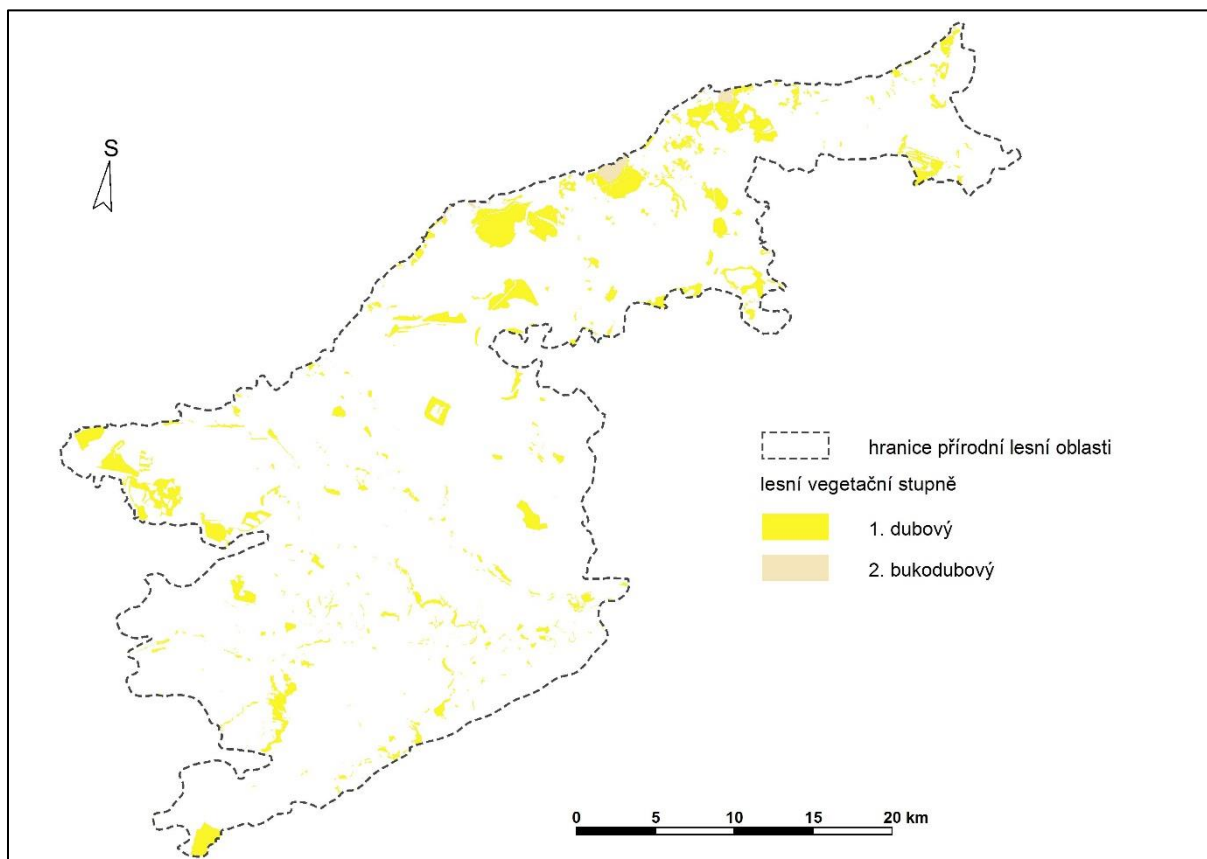 S
hranice přírodní lesní oblasti
lesní vegetační stupně
1. dubový
2. bukodubový
0 5 10 15 20 km